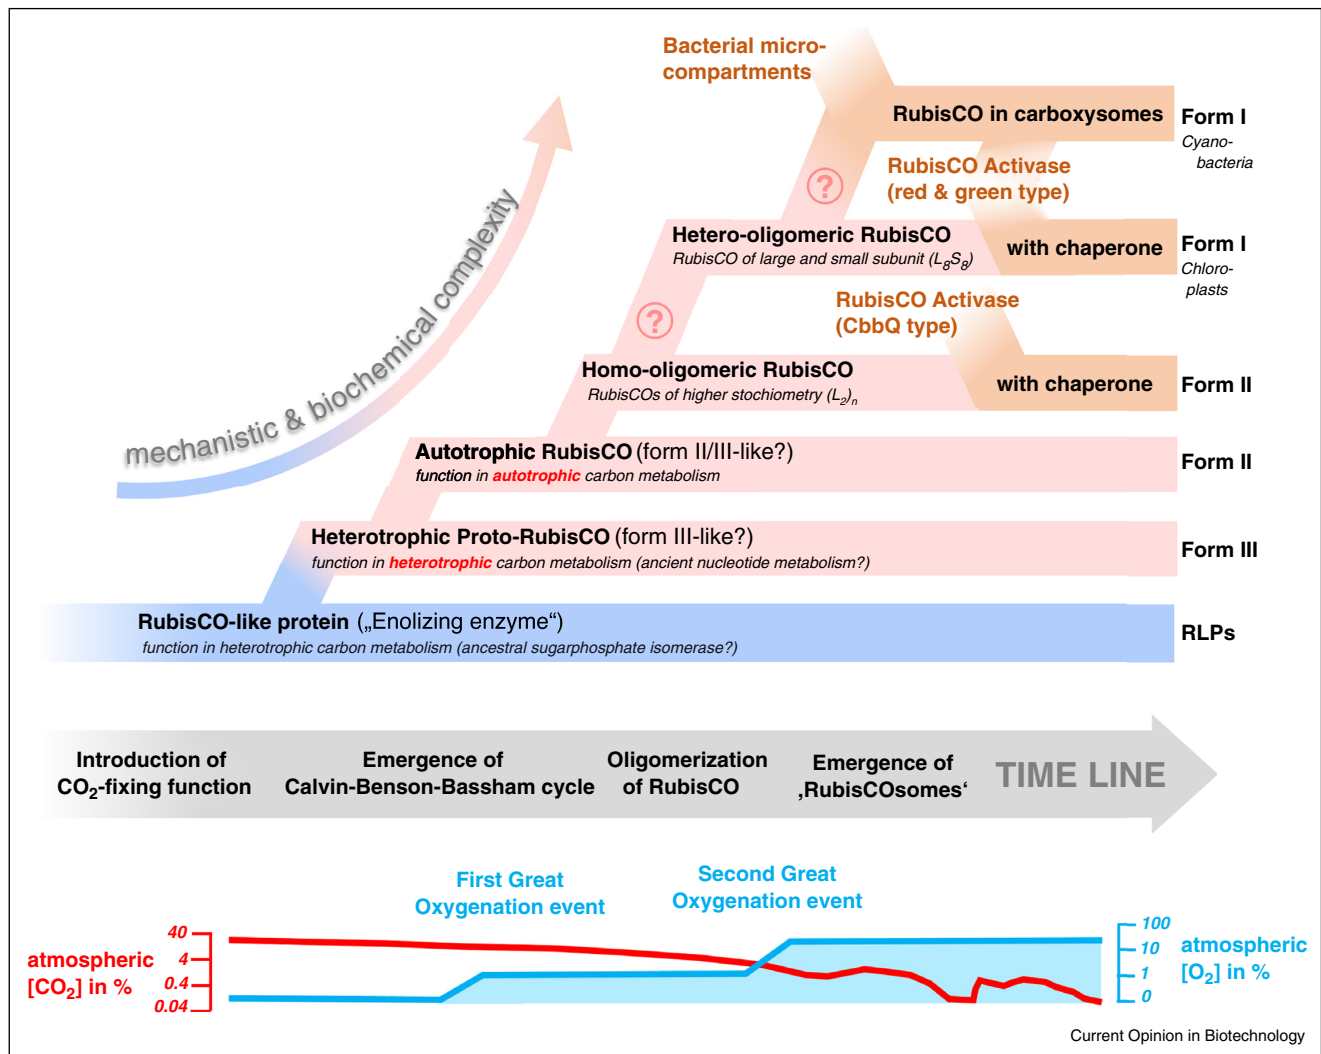 Bacterial micro-
compartments
RubisCO in carboxysomes
Form I
Cyano-
bacteria
RubisCO Activase
(red & green type)
?
mechanistic & biochemical complexity
Hetero-oligomeric RubisCO
RubisCO of large and small subunit (L8S8)
with chaperone
Form I
Chloro-
plasts
RubisCO Activase
(CbbQ type)
?
Homo-oligomeric RubisCO
RubisCOs of higher stochiometry (L2)n
with chaperone
Form II
Autotrophic RubisCO (form II/III-like?)
function in autotrophic carbon metabolism
Form II
Heterotrophic Proto-RubisCO (form III-like?)
function in heterotrophic carbon metabolism (ancient nucleotide metabolism?)
Form III
RubisCO-like protein („Enolizing enzyme“)
function in heterotrophic carbon metabolism (ancestral sugarphosphate isomerase?)
RLPs
Introduction of
CO2-fixing function
Emergence of
Calvin-Benson-Bassham cycle
Oligomerization
of RubisCO
Emergence of
‚RubisCOsomes‘
TIME LINE
First Great
Oxygenation event
Second Great
Oxygenation event
atmospheric
[CO2] in %
40
4
0.4
0.04
100
10
1
0
atmospheric
[O2] in %
Current Opinion in Biotechnology